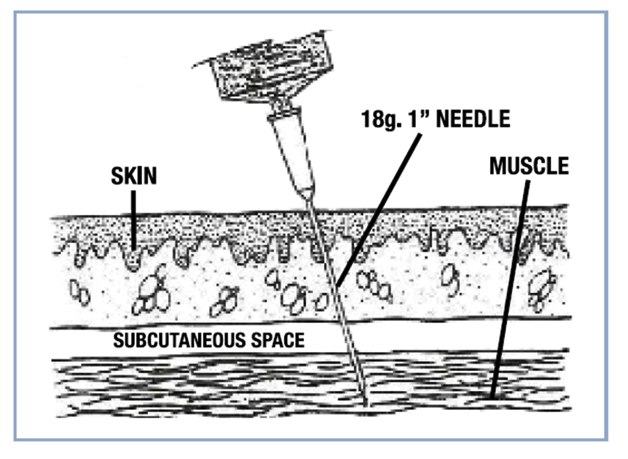 18g. 1” NEEDLE
MUSCLE
SKIN
SUBCUTANEOUS SPACE